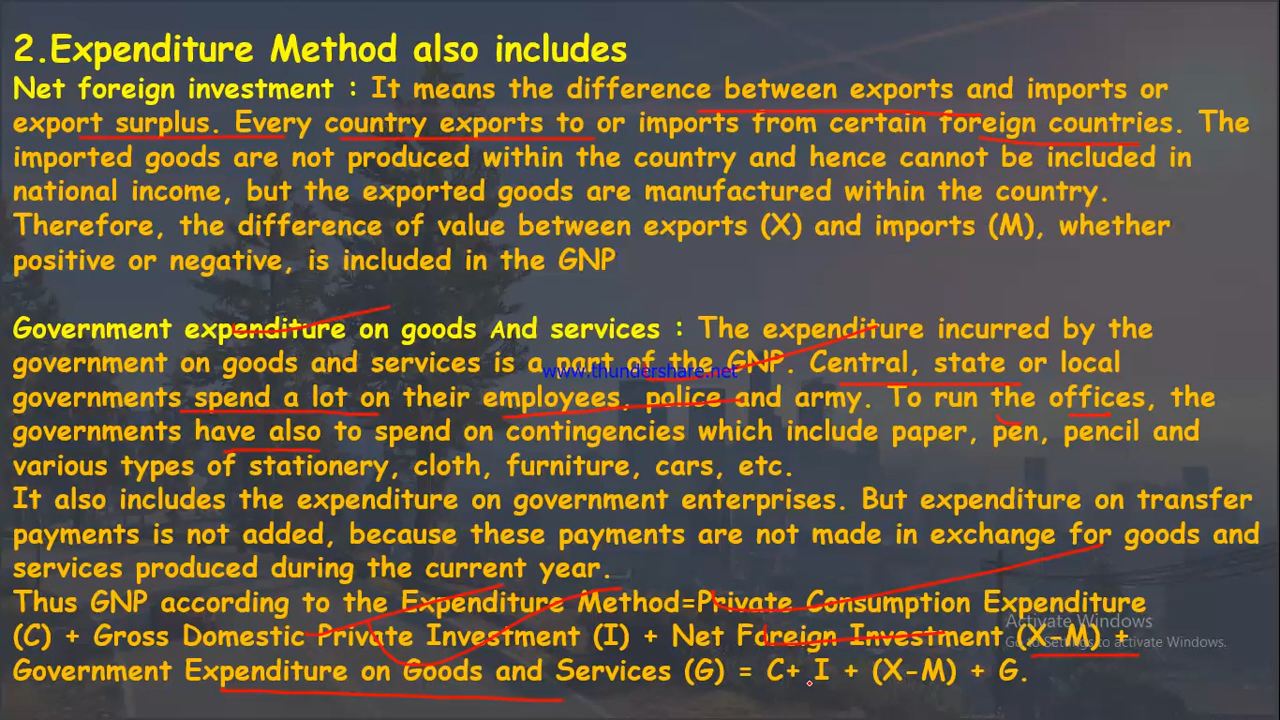 2.Expenditure Method also includes
Net foreign investment : It means the difference between exports and imports or
export surplus. Every country exports to or imports from certain foreign countries. The
imported goods are not produced within the country and hence cannot be included in
national income, but the exported goods are manufactured within the country.
Therefore, the difference of value between exports (X) and imports (M), whether
positive or negative, is included in the GNP
Government expenditure on goods And services : The expenditure incurred by the
government on goods and services is a part of the GNP. Central, state or local
www.thundershare.net
governments spend a lot on their employees, police and army. To run the offices, the
governments have also to spend on contingencies which include paper, pen, pencil and
various types of stationery, cloth, furniture, cars, etc.
It also includes the expenditure on government enterprises. But expenditure on transfer
payments is not added, because these payments are not made in exchange for goods and
services produced during the current year.
Thus GNP according to the Expenditure Method=Private Consumption Expenditure
(C) + Gross Domestic Private Investment (I) + Net Foreign Investment (X-M) +
Government Expenditure on Goods and Services (G) = C+ I + (X-M) + G.
Activate Windows
Go to Settings to activate Windows.